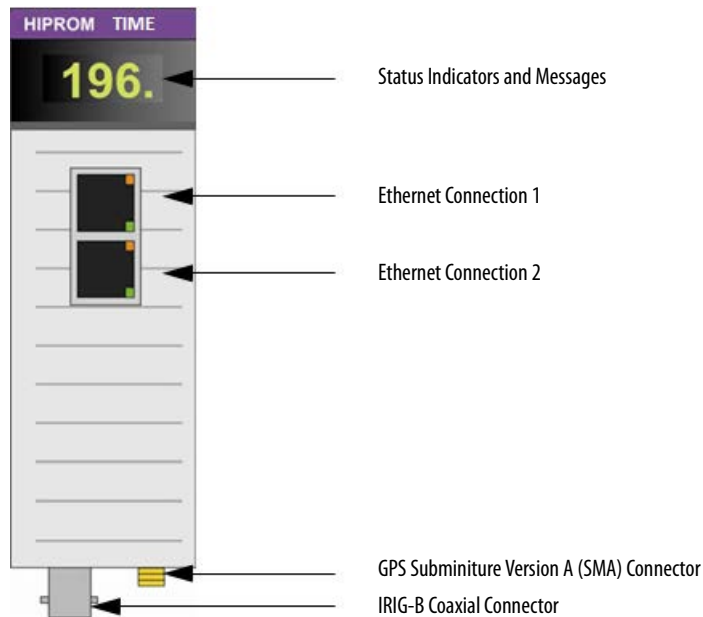 HIPROM TIME
196.
Status Indicators and Messages
Ethernet Connection 1
Ethernet Connection 2
GPS Subminiture Version A (SMA) Connector
IRIG-B Coaxial Connector